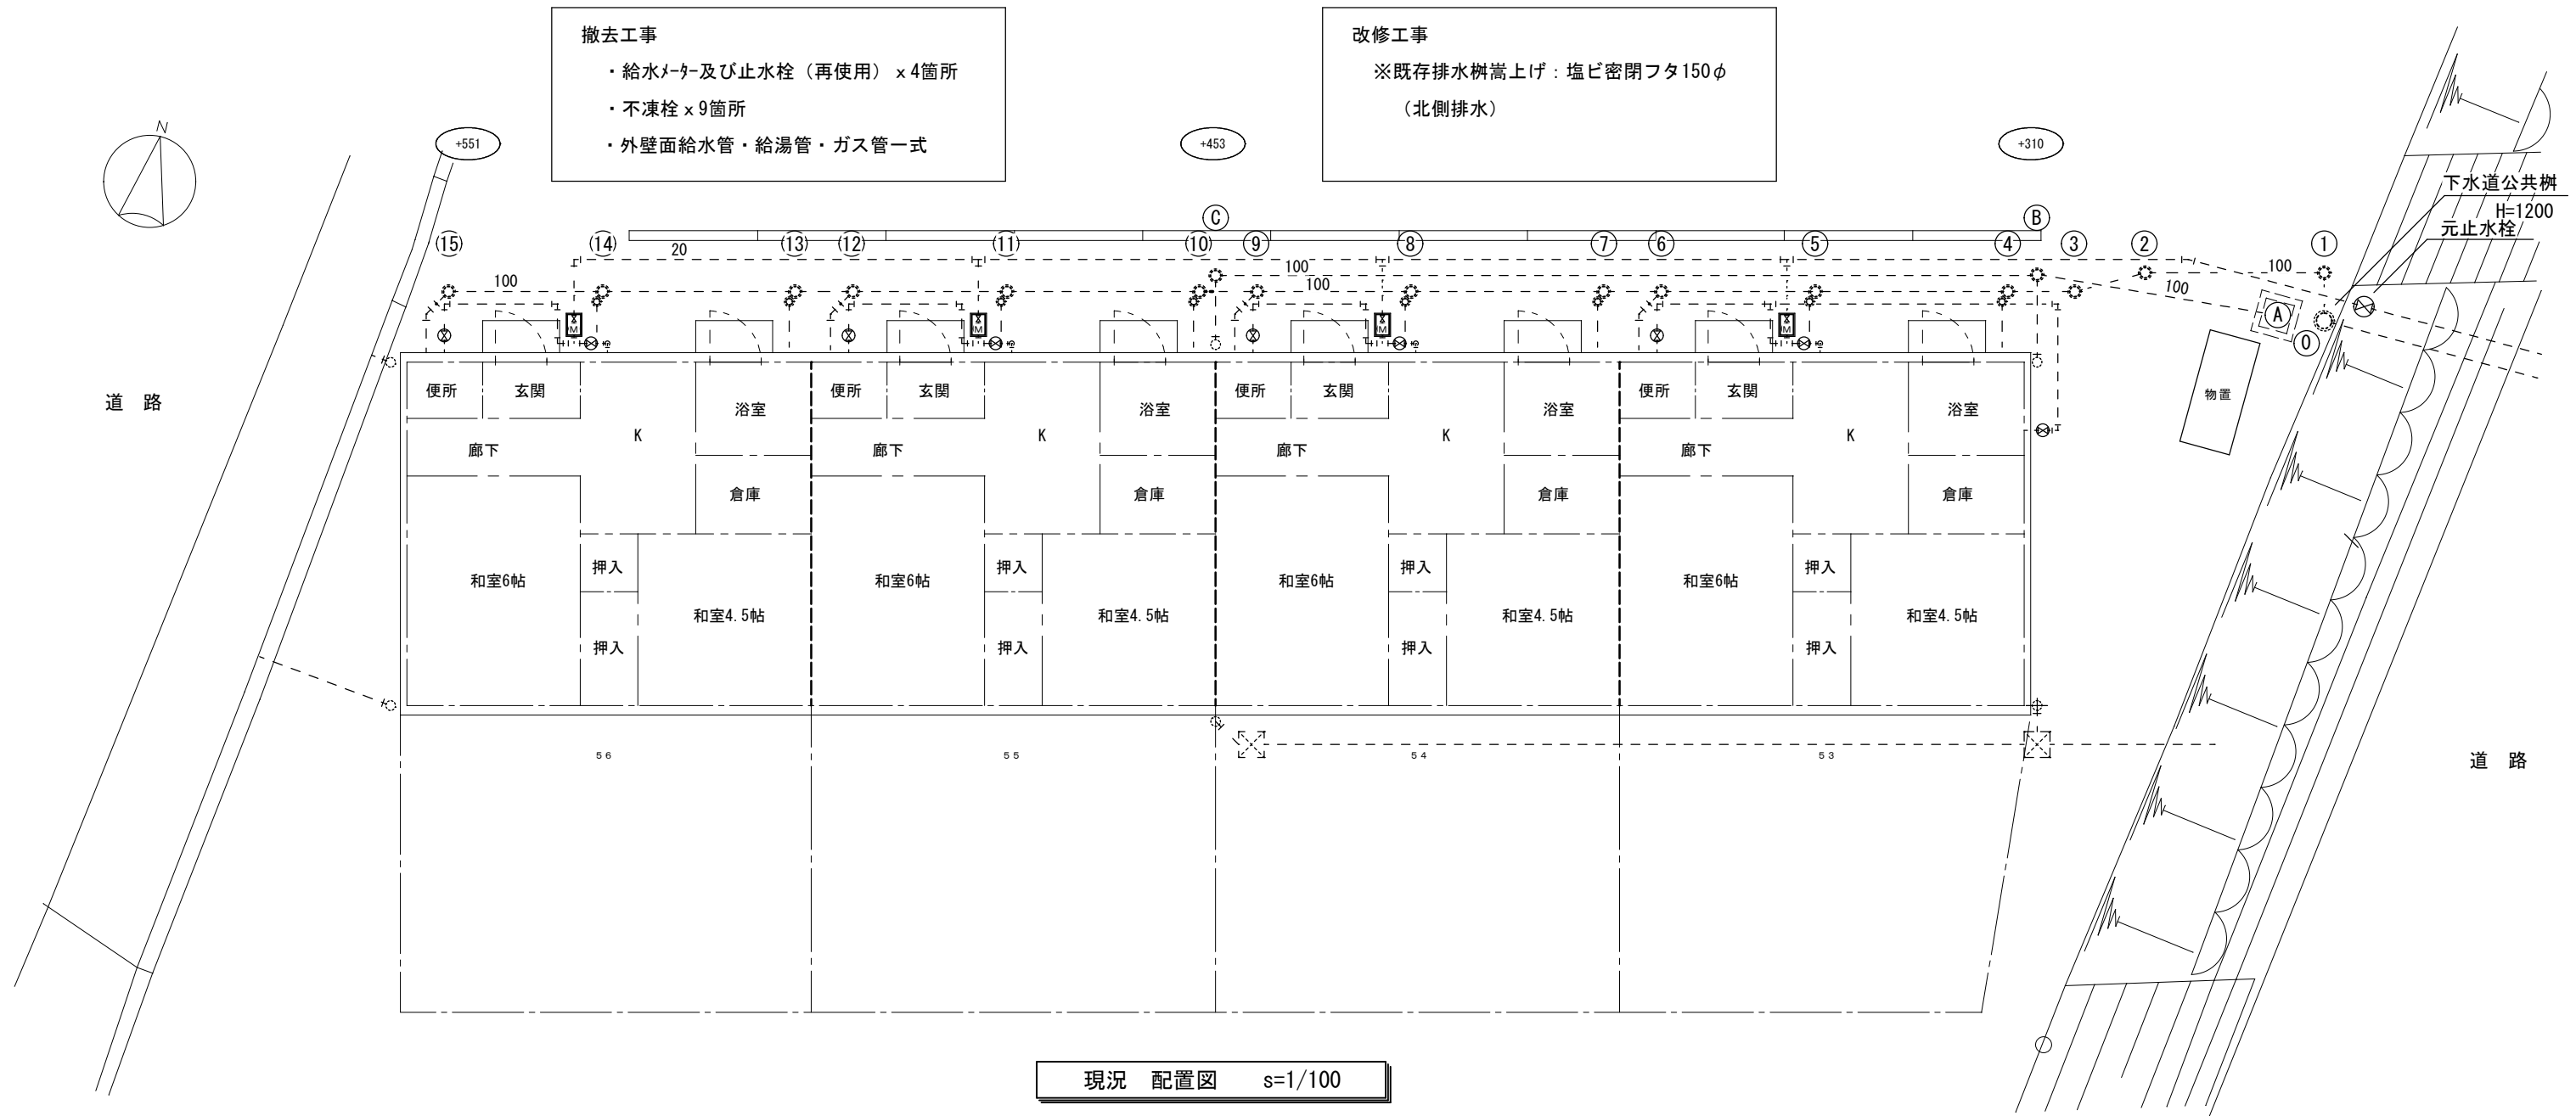 撤去工事
・給水ﾒｰﾀｰ及び止水栓（再使用）ｘ4箇所
・不凍栓ｘ9箇所
・外壁面給水管・給湯管・ガス管一式
改修工事
※既存排水桝嵩上げ：塩ビ密閉フタ150φ
（北側排水）
N
+551
+453
+310
下水道公共桝
H=1200
元止水栓
C
B
(15)
(14)
(13)
(12)
(11)
(10)
9
8
7
6
5
4
3
2
1
20
100
100
100
100
100
A
0
M
M
M
M
物置
道　路
便所
玄関
浴室
K
廊下
倉庫
押入
和室6帖
和室4.5帖
押入
便所
玄関
浴室
K
廊下
倉庫
押入
和室6帖
和室4.5帖
押入
便所
玄関
浴室
K
廊下
倉庫
押入
和室6帖
和室4.5帖
押入
便所
玄関
浴室
K
廊下
倉庫
押入
和室6帖
和室4.5帖
押入
56
55
54
53
道　路
現況　配置図　　s=1/100